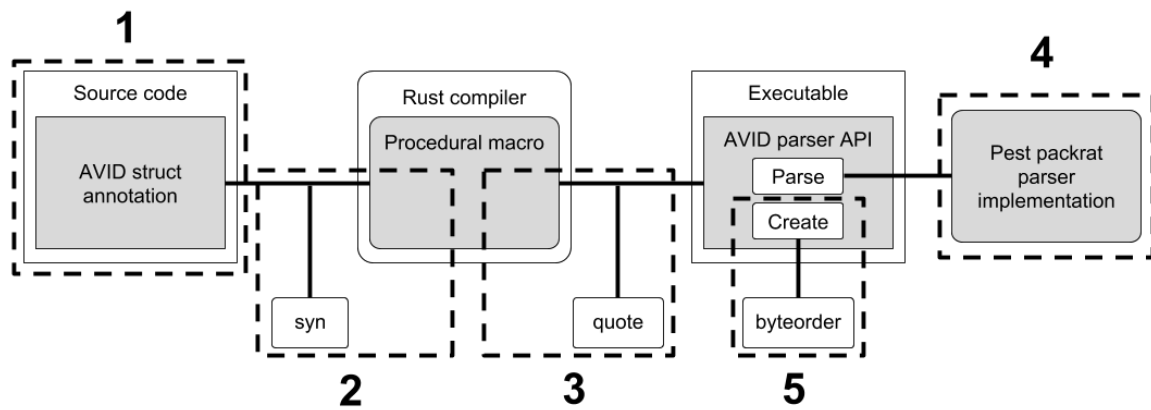 1
4
Source code
Rust compiler
Executable
Procedural macro
AVID parser API
AVID struct
annotation
Pest packrat
parser
implementation
Parse
Create
syn
quote
byteorder
2
3
5